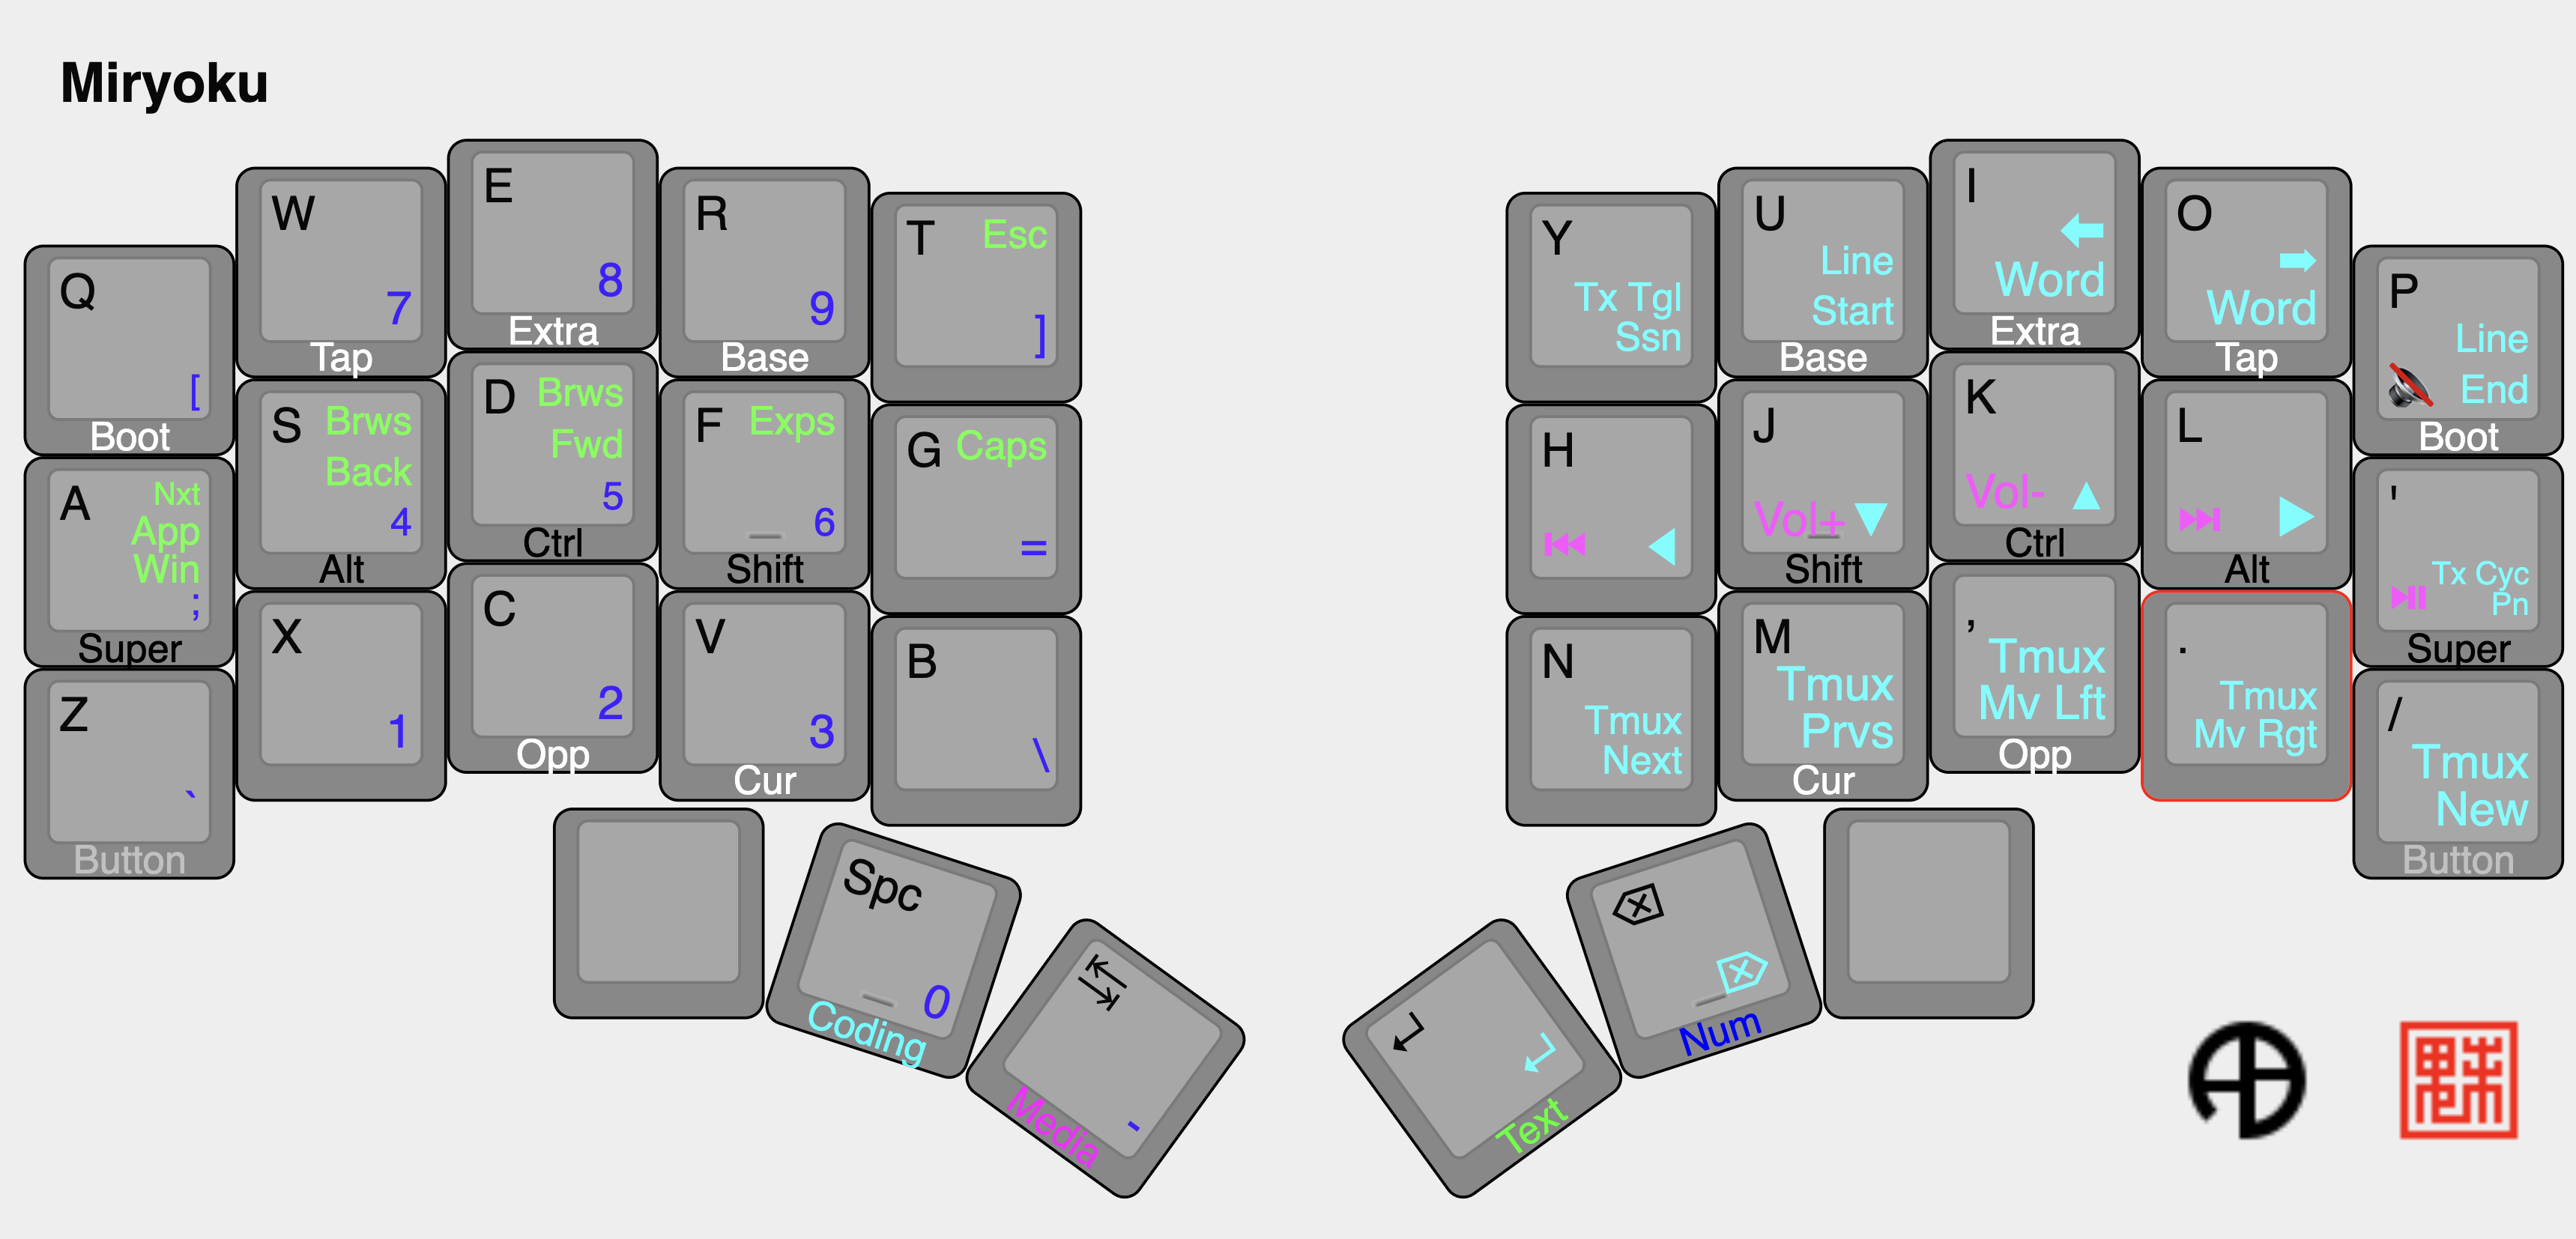 Miryoku
Q
[
Boot
W
7
Tap
E
8
Extra
R
9
Base
T Esc
]
Y
Tx Tgl
Ssn
U
Line
Start
Base
I
Word
Extra
O
Word
Tap
P
Line
End
Boot
A Nxt
App
Win
;
Super
S Brws
Back
4
Alt
D Brws
Fwd
5
Ctrl
F Exps
6
Shift
G Caps
=
H
J
Vol+
Shift
K
Vol-
Ctrl
L
Alt
'
Tx Cyc
Pn
Super
Z
`
Button
X
1
C
2
Opp
V
3
Cur
B
\
N
Tmux
Next
M
Tmux
Prvs
Cur
,
Tmux
Mv Lft
Opp
.
Tmux
Mv Rgt
/
Tmux
New
Button
Spc
0
Coding
-
Media
Text
Num